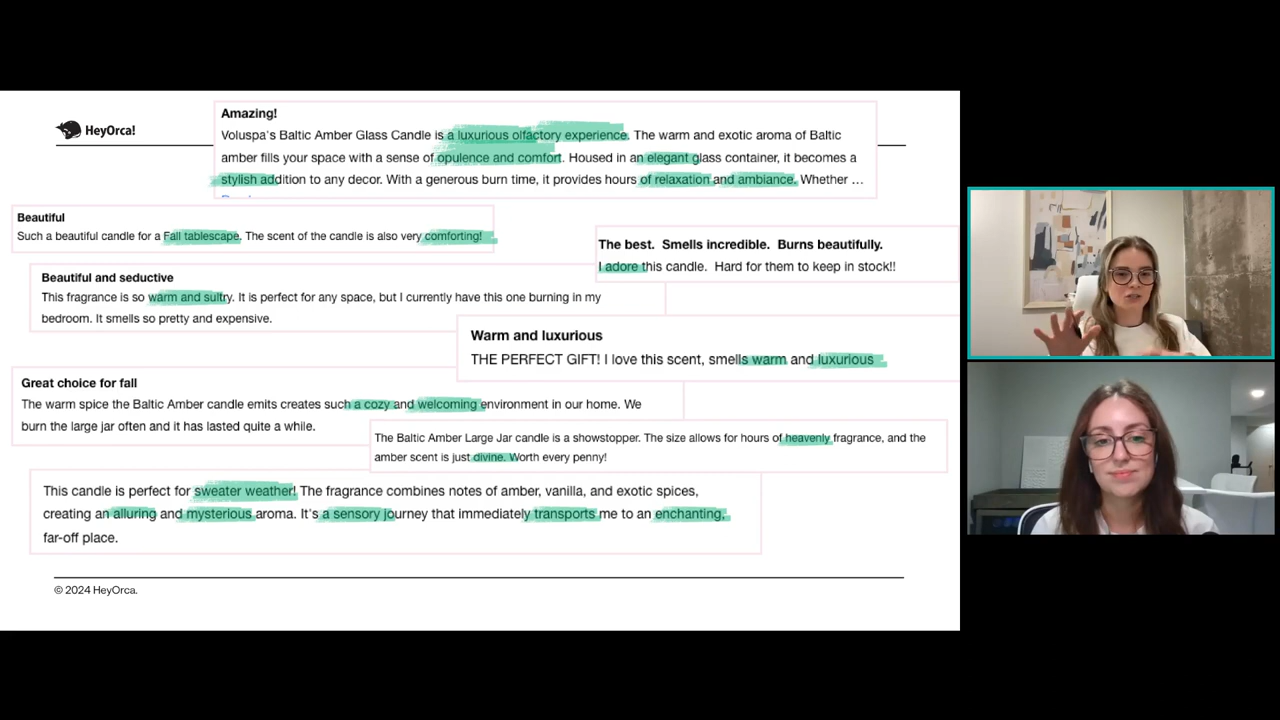 HeyOrca!
Amazing!
Voluspa's Baltic Amber Glass Candle is a luxurious olfactory experience. The warm and exotic aroma of Baltic
amber fills your space with a sense of opulence and comfort. Housed in an elegant glass container, it becomes a
stylish addition to any decor. With a generous burn time, it provides hours of relaxation and ambiance. Whether ...
Beautiful
Such a beautiful candle for a Fall tablescape. The scent of the candle is also very comforting!
The best.  Smells incredible.  Burns beautifully.
I adore this candle.  Hard for them to keep in stock!!
Beautiful and seductive
This fragrance is so warm and sultry. It is perfect for any space, but I currently have this one burning in my
bedroom. It smells so pretty and expensive.
Warm and luxurious
THE PERFECT GIFT! I love this scent, smells warm and luxurious
Great choice for fall
The warm spice the Baltic Amber candle emits creates such a cozy and welcoming environment in our home. We
burn the large jar often and it has lasted quite a while.
The Baltic Amber Large Jar candle is a showstopper. The size allows for hours of heavenly fragrance, and the
amber scent is just divine. Worth every penny!
This candle is perfect for sweater weather! The fragrance combines notes of amber, vanilla, and exotic spices,
creating an alluring and mysterious aroma. It's a sensory journey that immediately transports me to an enchanting,
far-off place.
© 2024 HeyOrca.